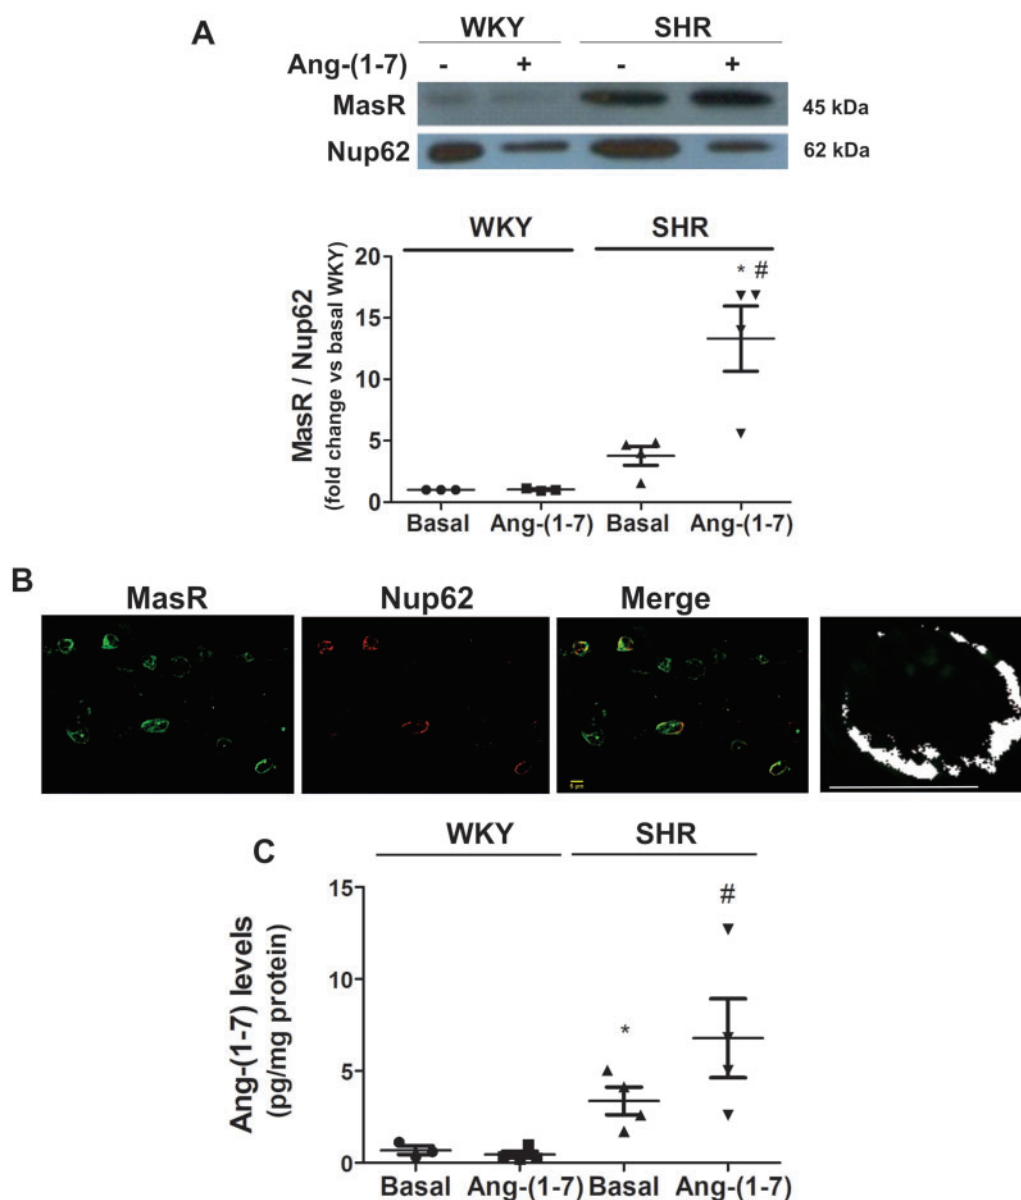 A
WKY SHR
Ang-(1-7) - + - +
MasR 45 kDa
Nup62 62 kDa
WKY SHR
MasR / Nup62
(fold change vs basal WKY)
20
15
10
5
0
* #
Basal Ang-(1-7) Basal Ang-(1-7)
B
MasR Nup62 Merge
5 µm
C
WKY SHR
Ang-(1-7) levels
(pg/mg protein)
15
10
5
0
*
#
Basal Ang-(1-7) Basal Ang-(1-7)